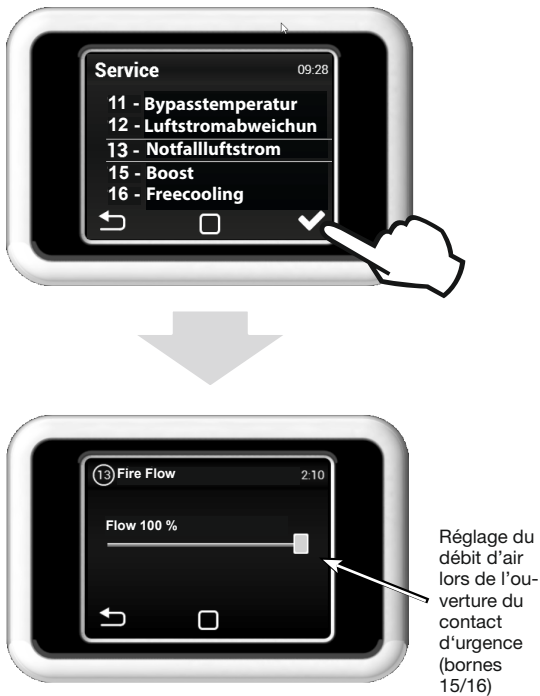 Service 09:28
11 - Bypasstemperatur
12 - Luftstromabweichun
13 - Notfallluftstrom
15 - Boost
16 - Freecooling
13 Fire Flow 2:10
Flow 100 %
Réglage du
débit d'air
lors de l'ou-
verture du
contact
d‘urgence
(bornes
15/16)